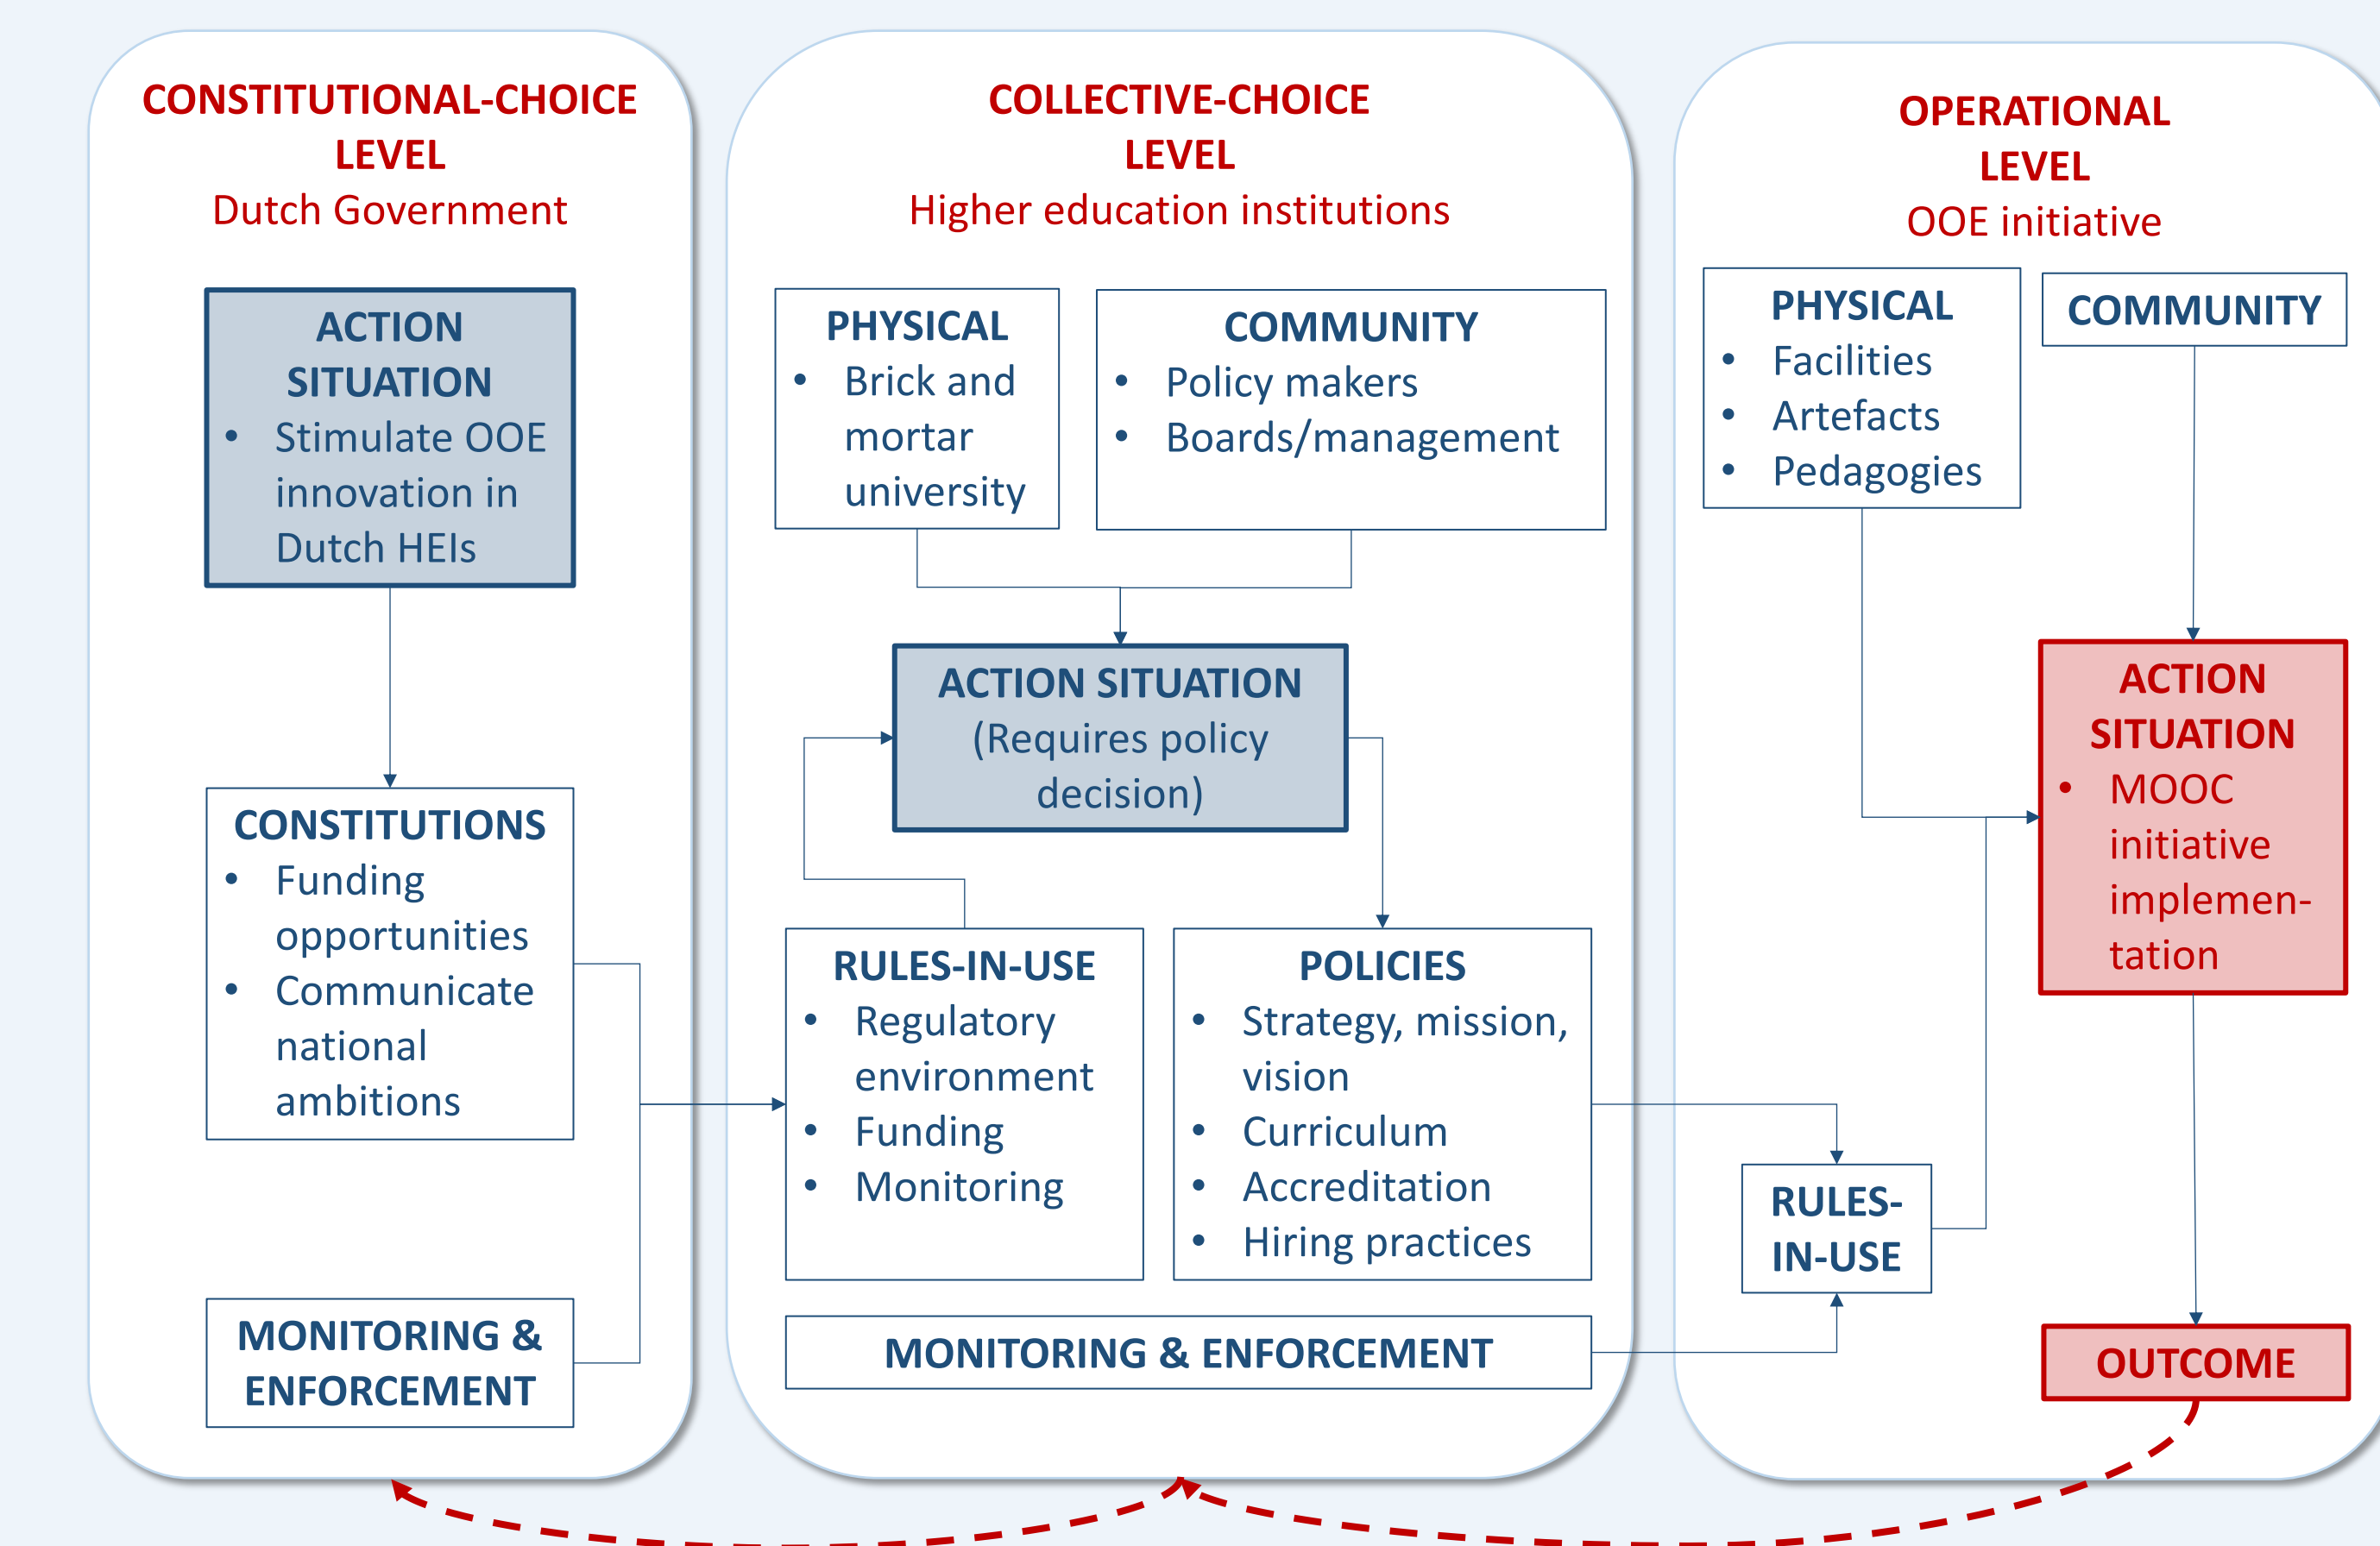 CONSTITUTIONAL-CHOICE
LEVEL
Dutch Government
ACTION
SITUATION
• Stimulate OOE
innovation in
Dutch HEIs
CONSTITUTIONS
• Funding
opportunities
• Communicate
national
ambitions
MONITORING &
ENFORCEMENT
COLLECTIVE-CHOICE
LEVEL
Higher education institutions
PHYSICAL
• Brick and
mortar
university
COMMUNITY
• Policy makers
• Boards/management
ACTION SITUATION
(Requires policy
decision)
RULES-IN-USE
• Regulatory
environment
• Funding
• Monitoring
POLICIES
• Strategy, mission,
vision
• Curriculum
• Accreditation
• Hiring practices
MONITORING & ENFORCEMENT
OPERATIONAL
LEVEL
OOE initiative
PHYSICAL
• Facilities
• Artefacts
• Pedagogies
COMMUNITY
ACTION
SITUATION
• MOOC
initiative
implemen-
tation
RULES-
IN-USE
OUTCOME